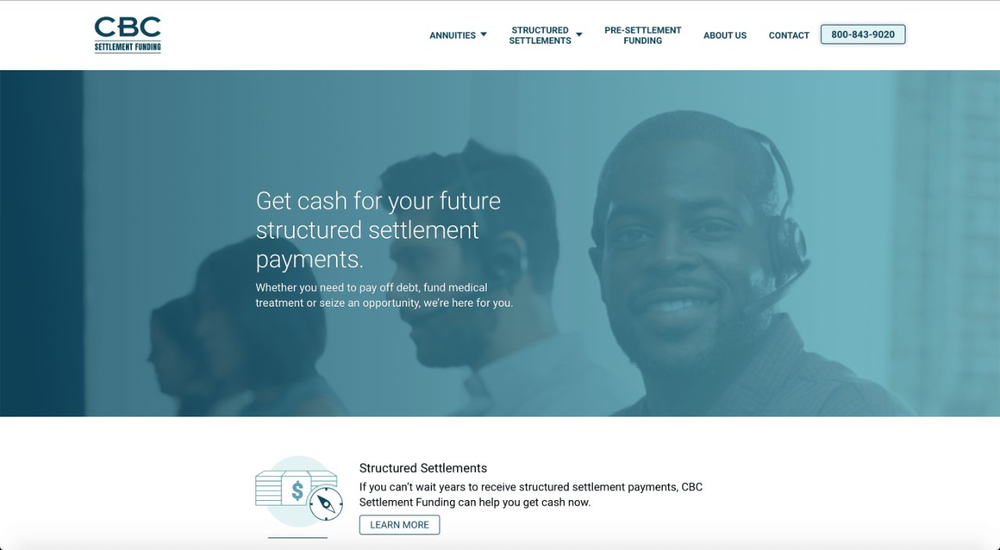 CBC
SETTLEMENT FUNDING
ANNUITIES
STRUCTURED
SETTLEMENTS
PRE-SETTLEMENT
FUNDING
ABOUT US
CONTACT
800-843-9020
Get cash for your future
structured settlement
payments.
Whether you need to pay off debt, fund medical
treatment or seize an opportunity, we’re here for you.
$
Structured Settlements
If you can’t wait years to receive structured settlement payments, CBC
Settlement Funding can help you get cash now.
LEARN MORE